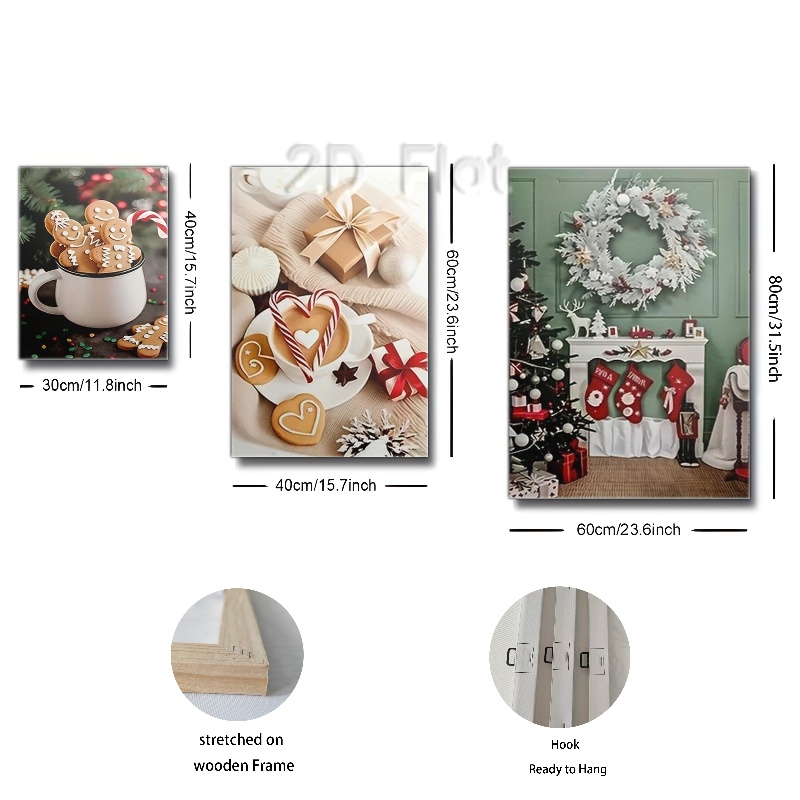 2D Flat
40cm/15.7inch
30cm/11.8inch
60cm/23.6inch
40cm/15.7inch
80cm/31.5inch
60cm/23.6inch
stretched on
wooden Frame
Hook
Ready to Hang